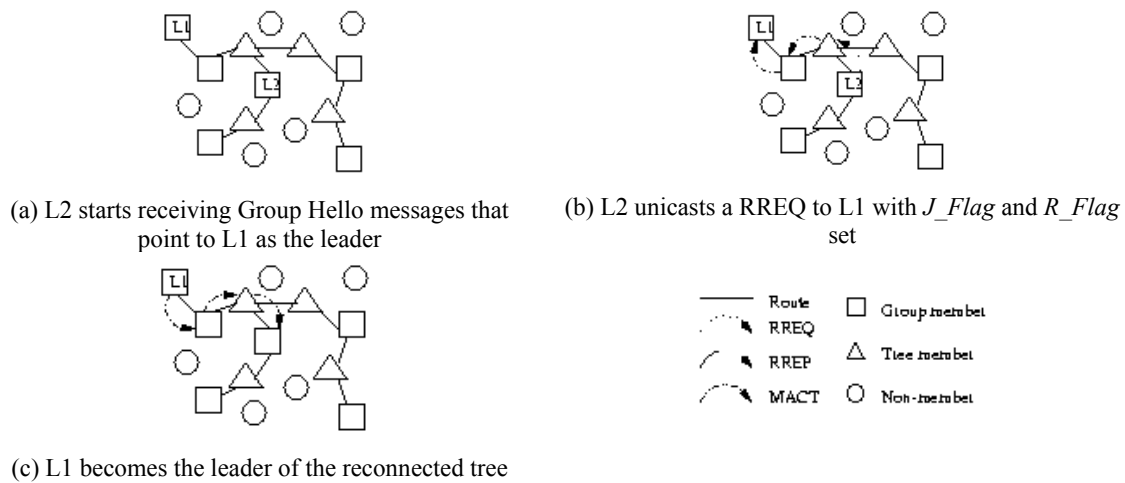 L1
L2
L1
L2
(a) L2 starts receiving Group Hello messages that
point to L1 as the leader
(b) L2 unicasts a RREQ to L1 with J_Flag and R_Flag
set
L1
Route
RREQ
RREP
MACT
Group member
Tree member
Non-member
(c) L1 becomes the leader of the reconnected tree